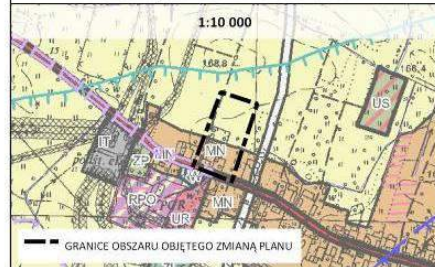 1:10 000
168,8
168,4
US
IT
ZP
MN
MN
RPO
UR
MN
GRANICE OBSZARU OBJĘTEGO ZMIANĄ PLANU